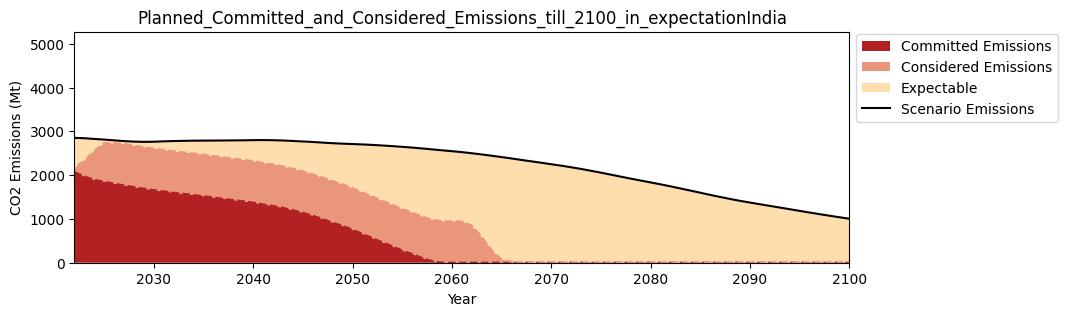 Planned_Committed_and_Considered_Emissions_till_2100_in_expectationIndia
5000
4000
3000
2000
1000
0
CO2 Emissions (Mt)
2030 2040 2050 2060 2070 2080 2090 2100
Year
Committed Emissions
Considered Emissions
Expectable
Scenario Emissions